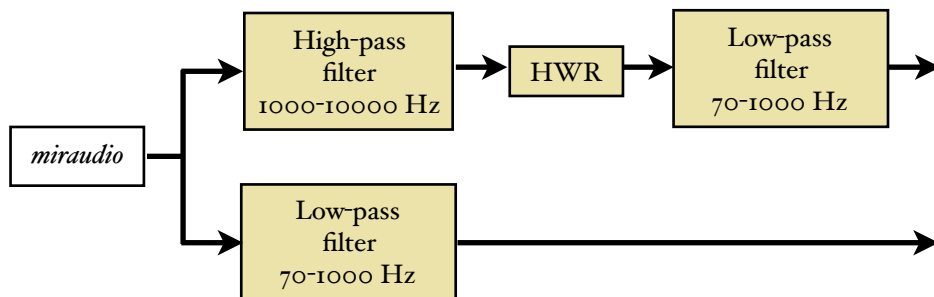 High-pass
filter
1000-10000 Hz
HWR
Low-pass
filter
70-1000 Hz
miraudio
Low-pass
filter
70-1000 Hz